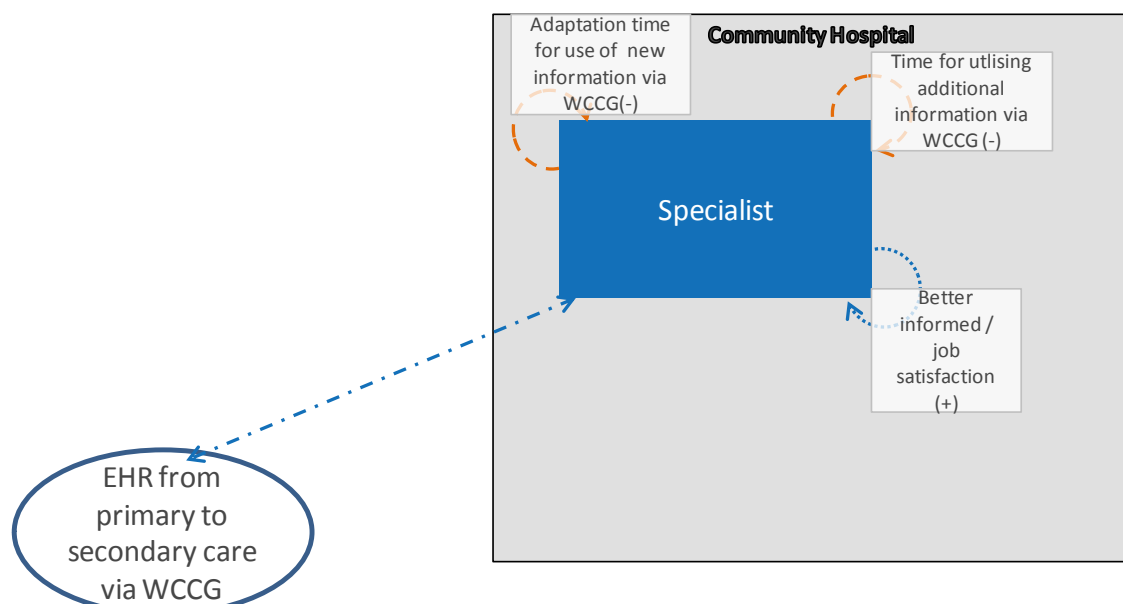 Community Hospital
Adaptation time
for use of new
information via
WCCG(-)
Time for utlising
additional
information via
WCCG (-)
Specialist
Better
informed /
job
satisfaction
(+)
EHR from
primary to
secondary care
via WCCG